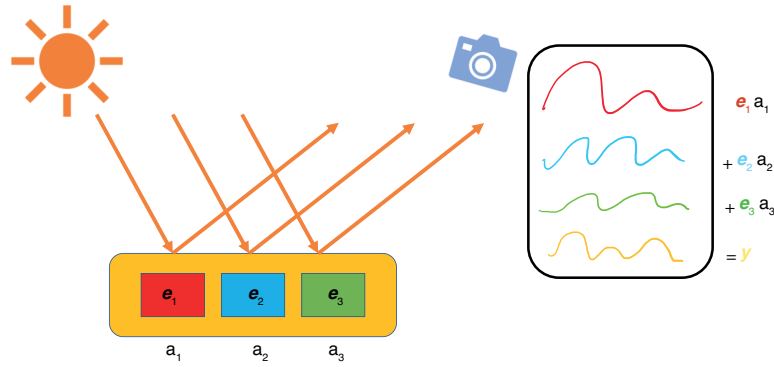 e₁ a₁
+ e₂ a₂
+ e₃ a₃
= y
e₁ e₂ e₃
a₁ a₂ a₃